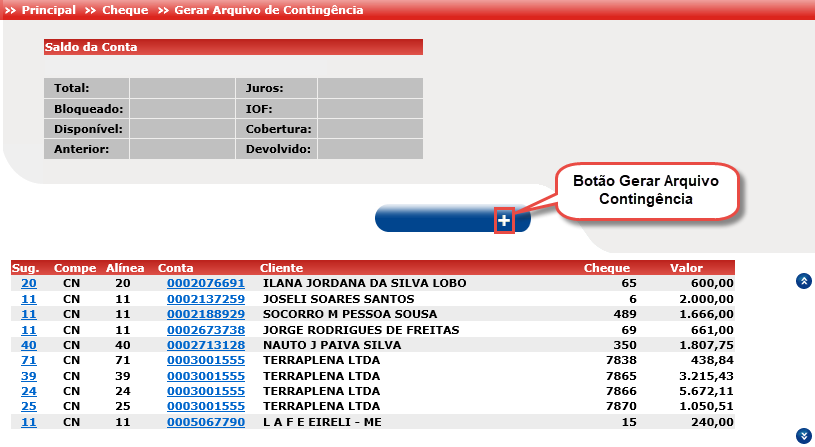 >> Principal >> Cheque >> Gerar Arquivo de Contingência
Saldo da Conta
Total: Juros:
Bloqueado: IOF:
Disponível: Cobertura:
Anterior: Devolvido:
Botão Gerar Arquivo
Contingência
Sug. Compe Alínea Conta Cliente Cheque Valor
20 CN 20 0002076691 ILANA JORDANA DA SILVA LOBO 65 600,00
11 CN 11 0002137259 JOSELI SOARES SANTOS 6 2.000,00
11 CN 11 0002188929 SOCORRO M PESSOA SOUSA 489 1.666,00
11 CN 11 0002673738 JORGE RODRIGUES DE FREITAS 69 661,00
40 CN 40 0002713128 NAUTO J PAIVA SILVA 350 1.807,75
71 CN 71 0003001555 TERRAPLENA LTDA 7838 438,84
39 CN 39 0003001555 TERRAPLENA LTDA 7865 3.215,43
24 CN 24 0003001555 TERRAPLENA LTDA 7866 5.672,11
25 CN 25 0003001555 TERRAPLENA LTDA 7870 1.050,51
11 CN 11 0005067790 L A F E EIRELI - ME 15 240,00